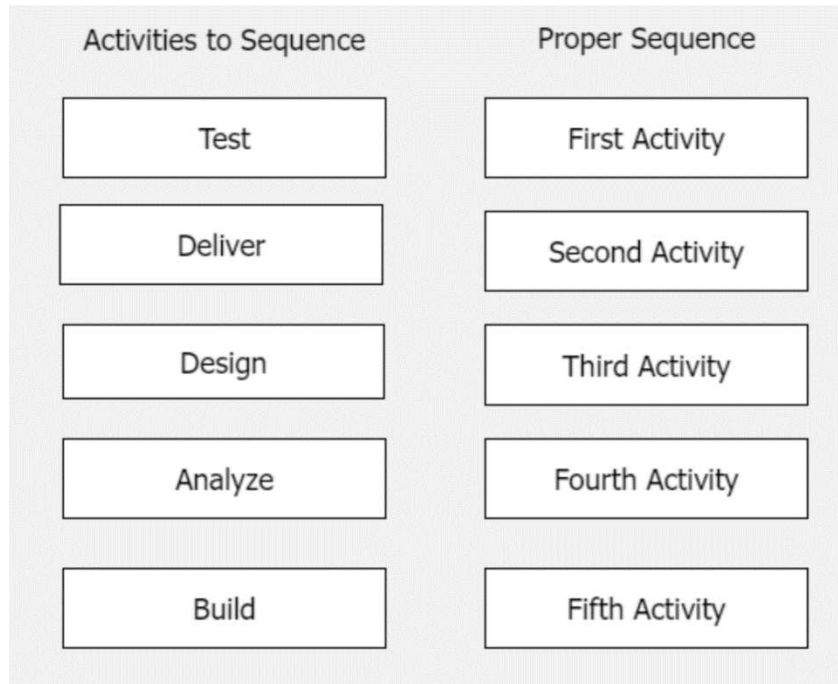 Activities to Sequence
Proper Sequence
Test
First Activity
Deliver
Second Activity
Design
Third Activity
Analyze
Fourth Activity
Build
Fifth Activity